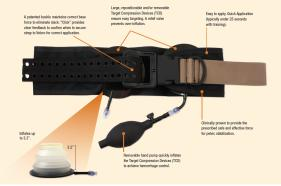 A patented buckle maintains correct base
force to eliminate slack. "Click" provides
clear feedback to confirm when to secure
strap to Velcro for correct application.
Large, repositionable and/or removable
Target Compression Devices (TCD)
ensure easy targeting. A relief valve
prevents over-inflation.
Easy to apply. Quick Application
(typically under 25 seconds
with training).
Inflates up
to 3.2".
3.2"
Removable hand pump quickly inflates
the Target Compression Devices (TCD)
to achieve hemorrhage control.
Clinically proven to provide the
prescribed safe and effective force
for pelvic stabilization.